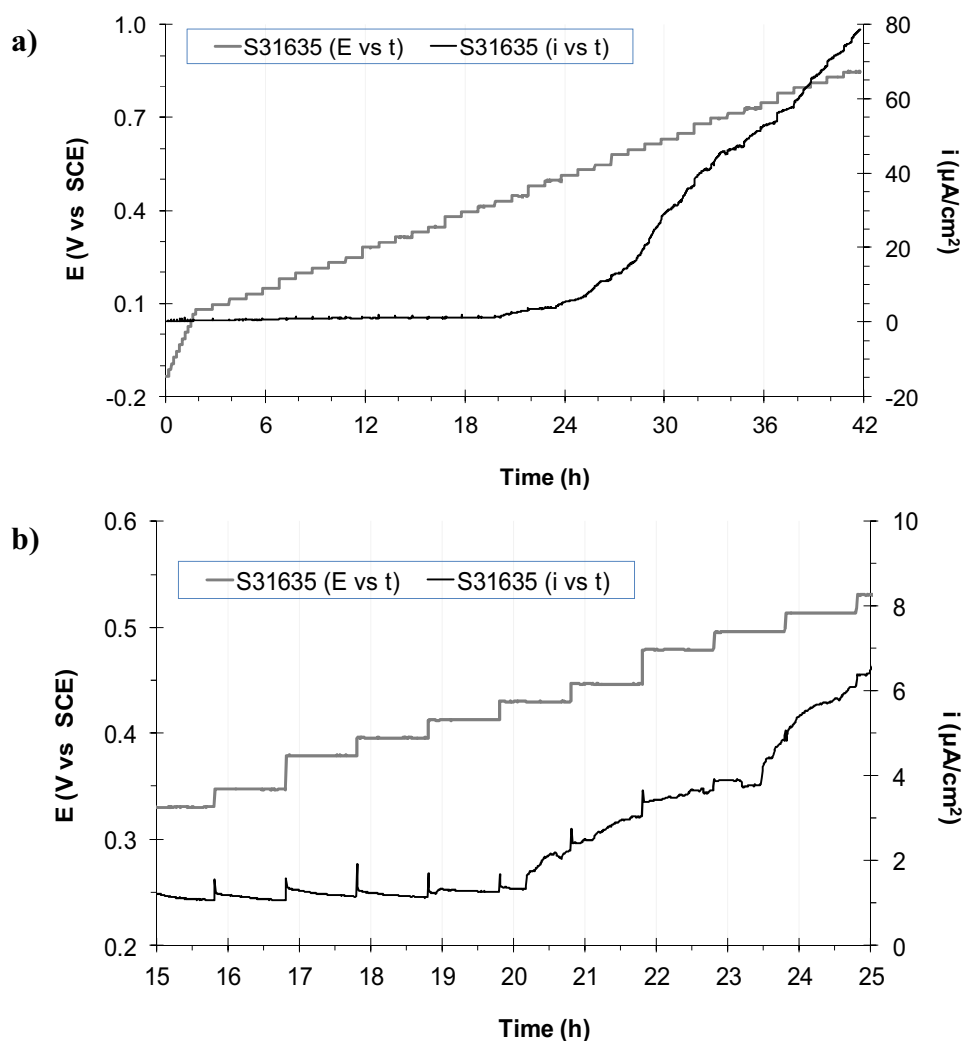 a)
S31635 (E vs t) S31635 (i vs t)
1.0
0.7
0.4
0.1
-0.2
E (V vs SCE)
80
60
40
20
0
-20
i (µA/cm²)
0 6 12 18 24 30 36 42
Time (h)
b)
S31635 (E vs t) S31635 (i vs t)
0.6
0.5
0.4
0.3
0.2
E (V vs SCE)
10
8
6
4
2
0
i (µA/cm²)
15 16 17 18 19 20 21 22 23 24 25
Time (h)